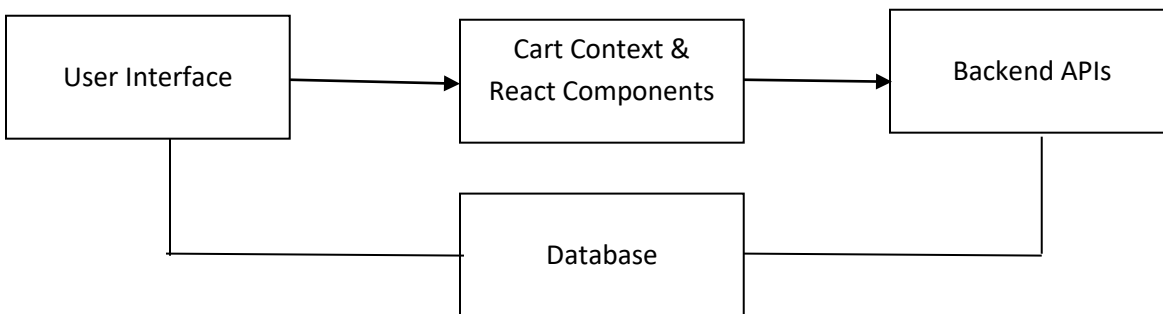 User Interface
Cart Context &
React Components
Backend APIs
Database